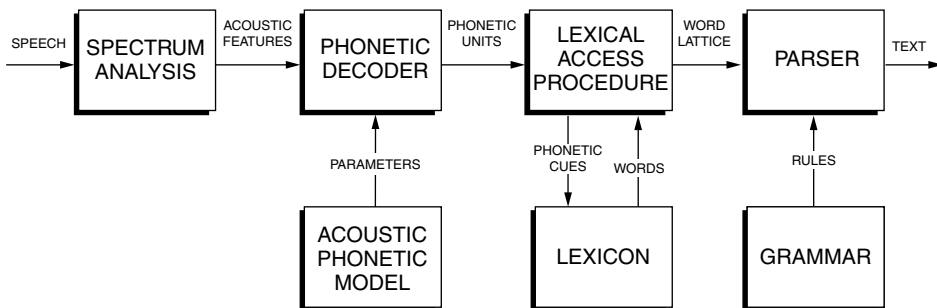 SPEECH
SPECTRUM
ANALYSIS
ACOUSTIC
FEATURES
PHONETIC
DECODER
PHONETIC
UNITS
LEXICAL
ACCESS
PROCEDURE
WORD
LATTICE
PARSER
TEXT
PARAMETERS
PHONETIC
CUES
WORDS
RULES
ACOUSTIC
PHONETIC
MODEL
LEXICON
GRAMMAR